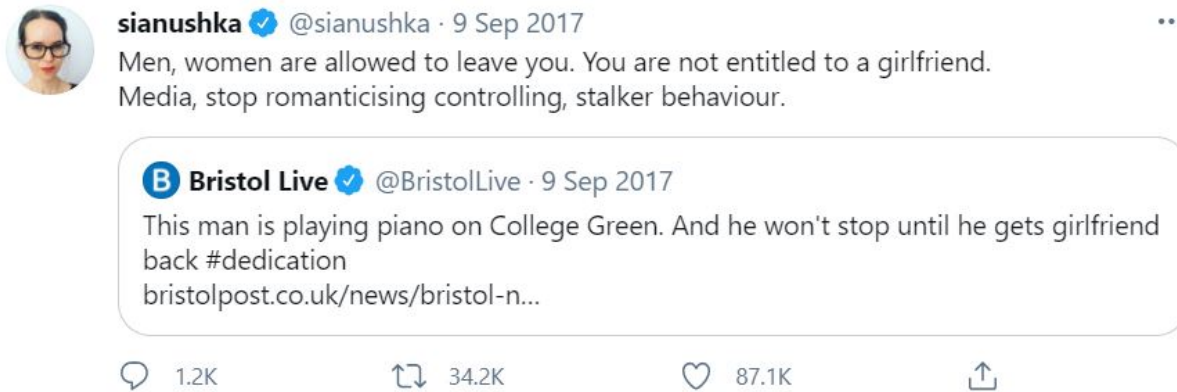 sianushka @sianushka · 9 Sep 2017
Men, women are allowed to leave you. You are not entitled to a girlfriend.
Media, stop romanticising controlling, stalker behaviour.
B Bristol Live @BristolLive · 9 Sep 2017
This man is playing piano on College Green. And he won't stop until he gets girlfriend
back #dedication
bristolpost.co.uk/news/bristol-n...
1.2K 34.2K 87.1K